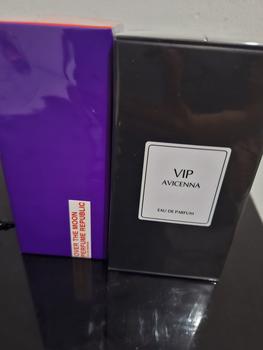 OVER THE MOON
PERFUME REPUBLIC
VIP
AVICENNA
EAU DE PARFUM